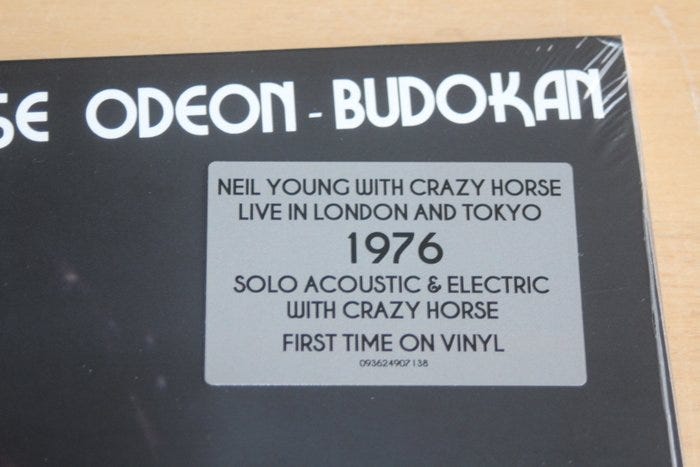 SE ODEON - BUDOKAN
NEIL YOUNG WITH CRAZY HORSE
LIVE IN LONDON AND TOKYO
1976
SOLO ACOUSTIC & ELECTRIC
WITH CRAZY HORSE
FIRST TIME ON VINYL
093624907138